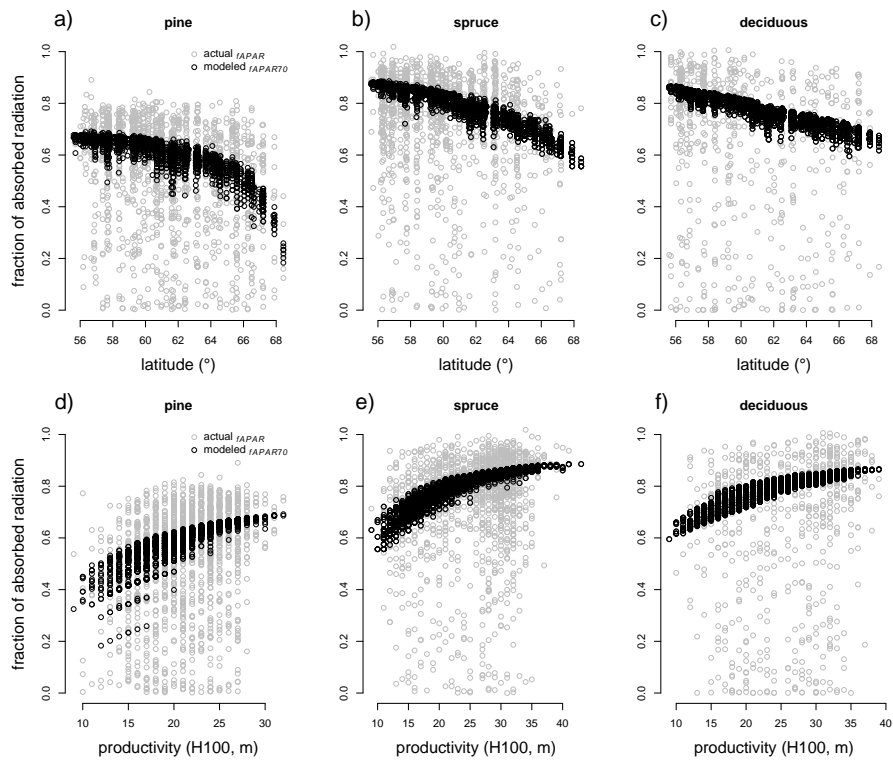 a) pine
b) spruce
c) deciduous
actual fAPAR
modeled fAPAR70
fraction of absorbed radiation
1.0
0.8
0.6
0.4
0.2
0.0
56 58 60 62 64 66 68
latitude (°)
1.0
0.8
0.6
0.4
0.2
0.0
56 58 60 62 64 66 68
latitude (°)
1.0
0.8
0.6
0.4
0.2
0.0
56 58 60 62 64 66 68
latitude (°)
d) pine
e) spruce
f) deciduous
actual fAPAR
modeled fAPAR70
fraction of absorbed radiation
1.0
0.8
0.6
0.4
0.2
0.0
10 15 20 25 30
productivity (H100, m)
1.0
0.8
0.6
0.4
0.2
0.0
10 15 20 25 30 35 40
productivity (H100, m)
1.0
0.8
0.6
0.4
0.2
0.0
10 15 20 25 30 35 40
productivity (H100, m)